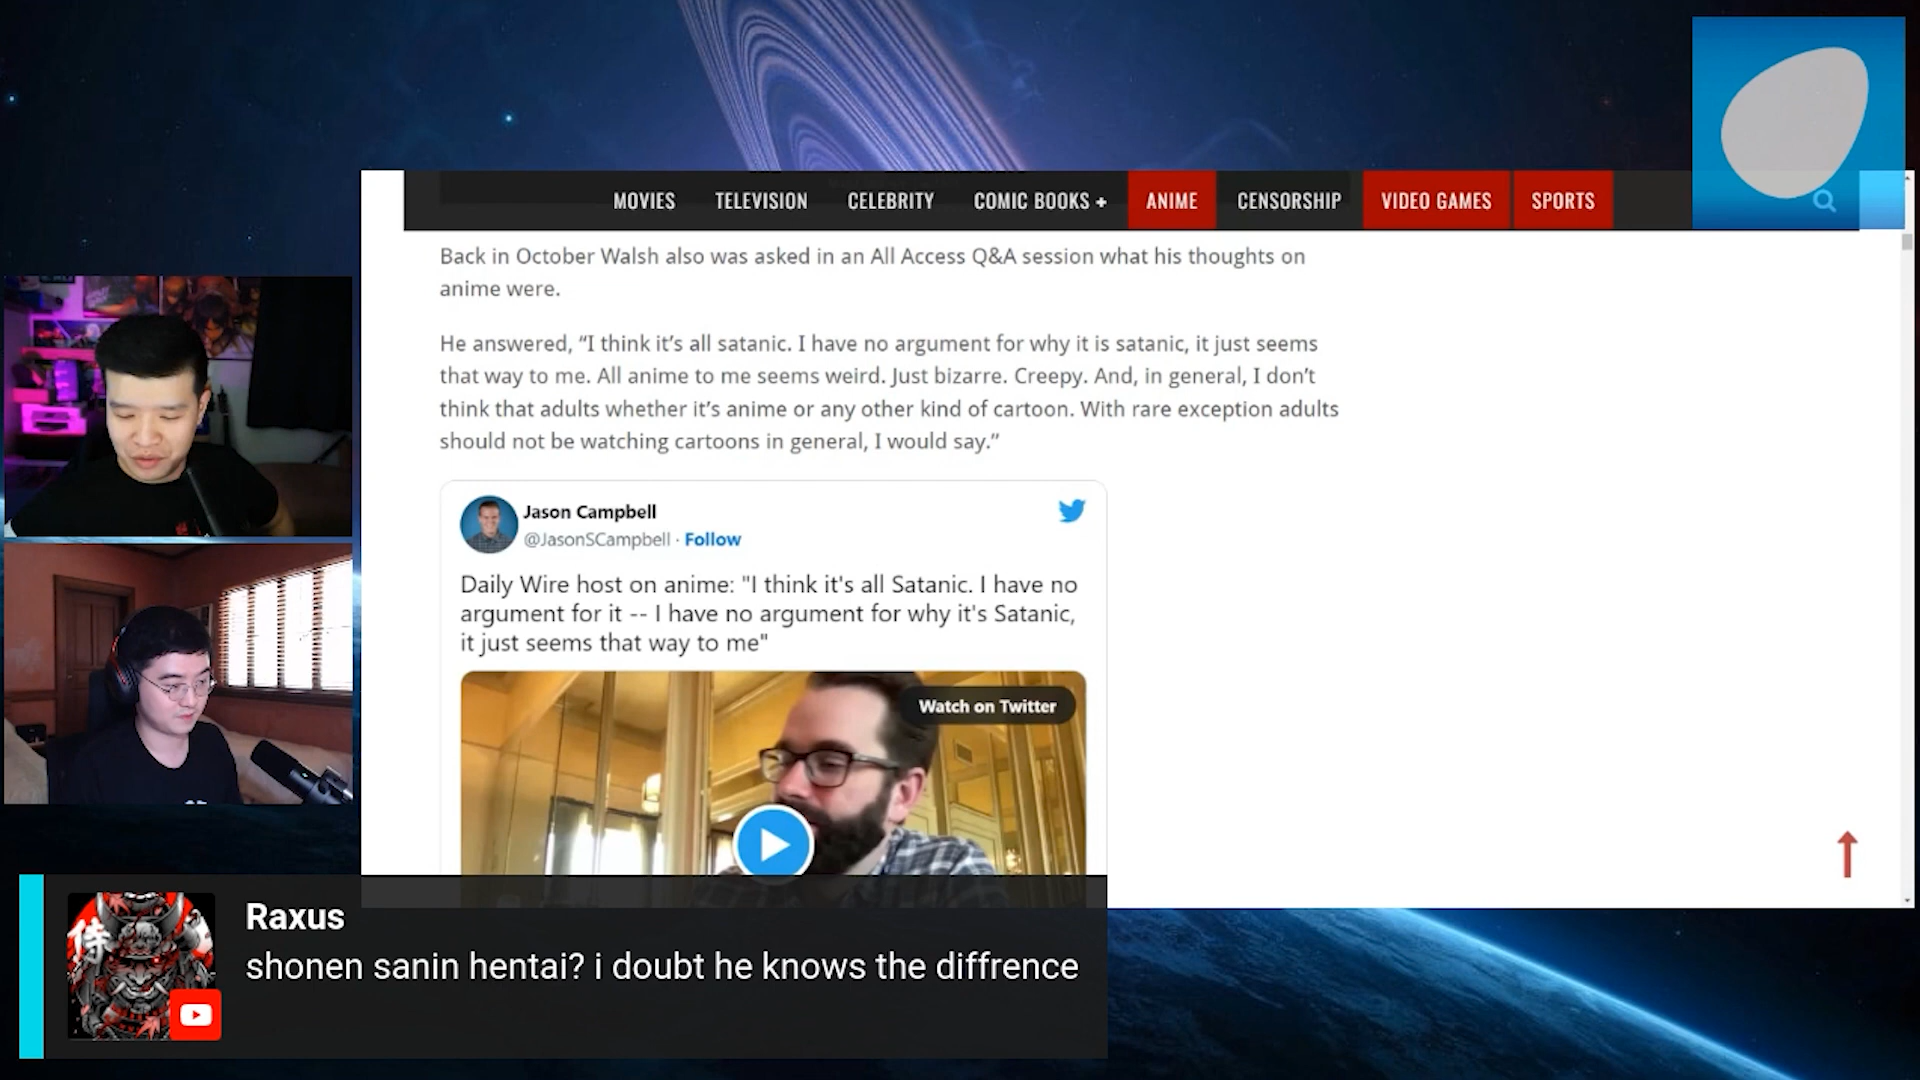 MOVIES TELEVISION CELEBRITY COMIC BOOKS + ANIME CENSORSHIP VIDEO GAMES SPORTS
Back in October Walsh also was asked in an All Access Q&A session what his thoughts on
anime were.
He answered, “I think it’s all satanic. I have no argument for why it is satanic, it just seems
that way to me. All anime to me seems weird. Just bizarre. Creepy. And, in general, I don’t
think that adults whether it’s anime or any other kind of cartoon. With rare exception adults
should not be watching cartoons in general, I would say.”
Jason Campbell
@JasonSCampbell · Follow
Daily Wire host on anime: "I think it's all Satanic. I have no
argument for it -- I have no argument for why it's Satanic,
it just seems that way to me"
Watch on Twitter
侍
Raxus
shonen sanin hentai? i doubt he knows the diffrence